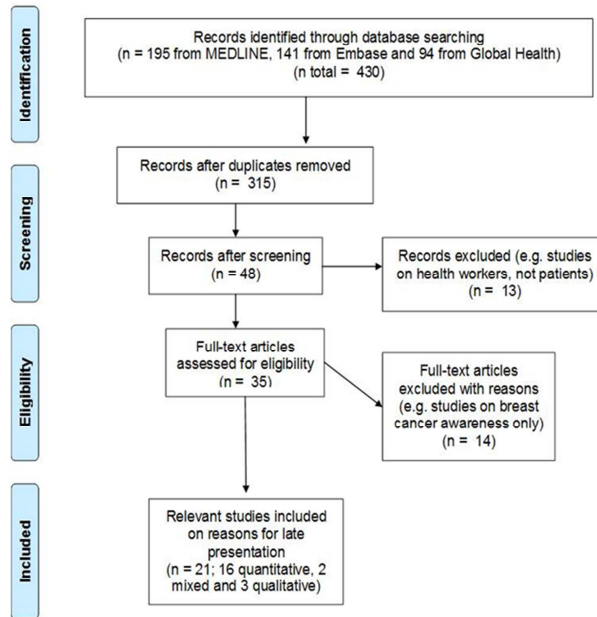 Identification
Records identified through database searching
(n = 195 from MEDLINE, 141 from Embase and 94 from Global Health)
(n total = 430)
Screening
Records after duplicates removed
(n = 315)
Records after screening
(n = 48)
Records excluded (e.g. studies
on health workers, not patients)
(n = 13)
Eligibility
Full-text articles
assessed for eligibility
(n = 35)
Full-text articles
excluded with reasons
(e.g. studies on breast
cancer awareness only)
(n = 14)
Included
Relevant studies included
on reasons for late
presentation
(n = 21; 16 quantitative, 2
mixed and 3 qualitative)